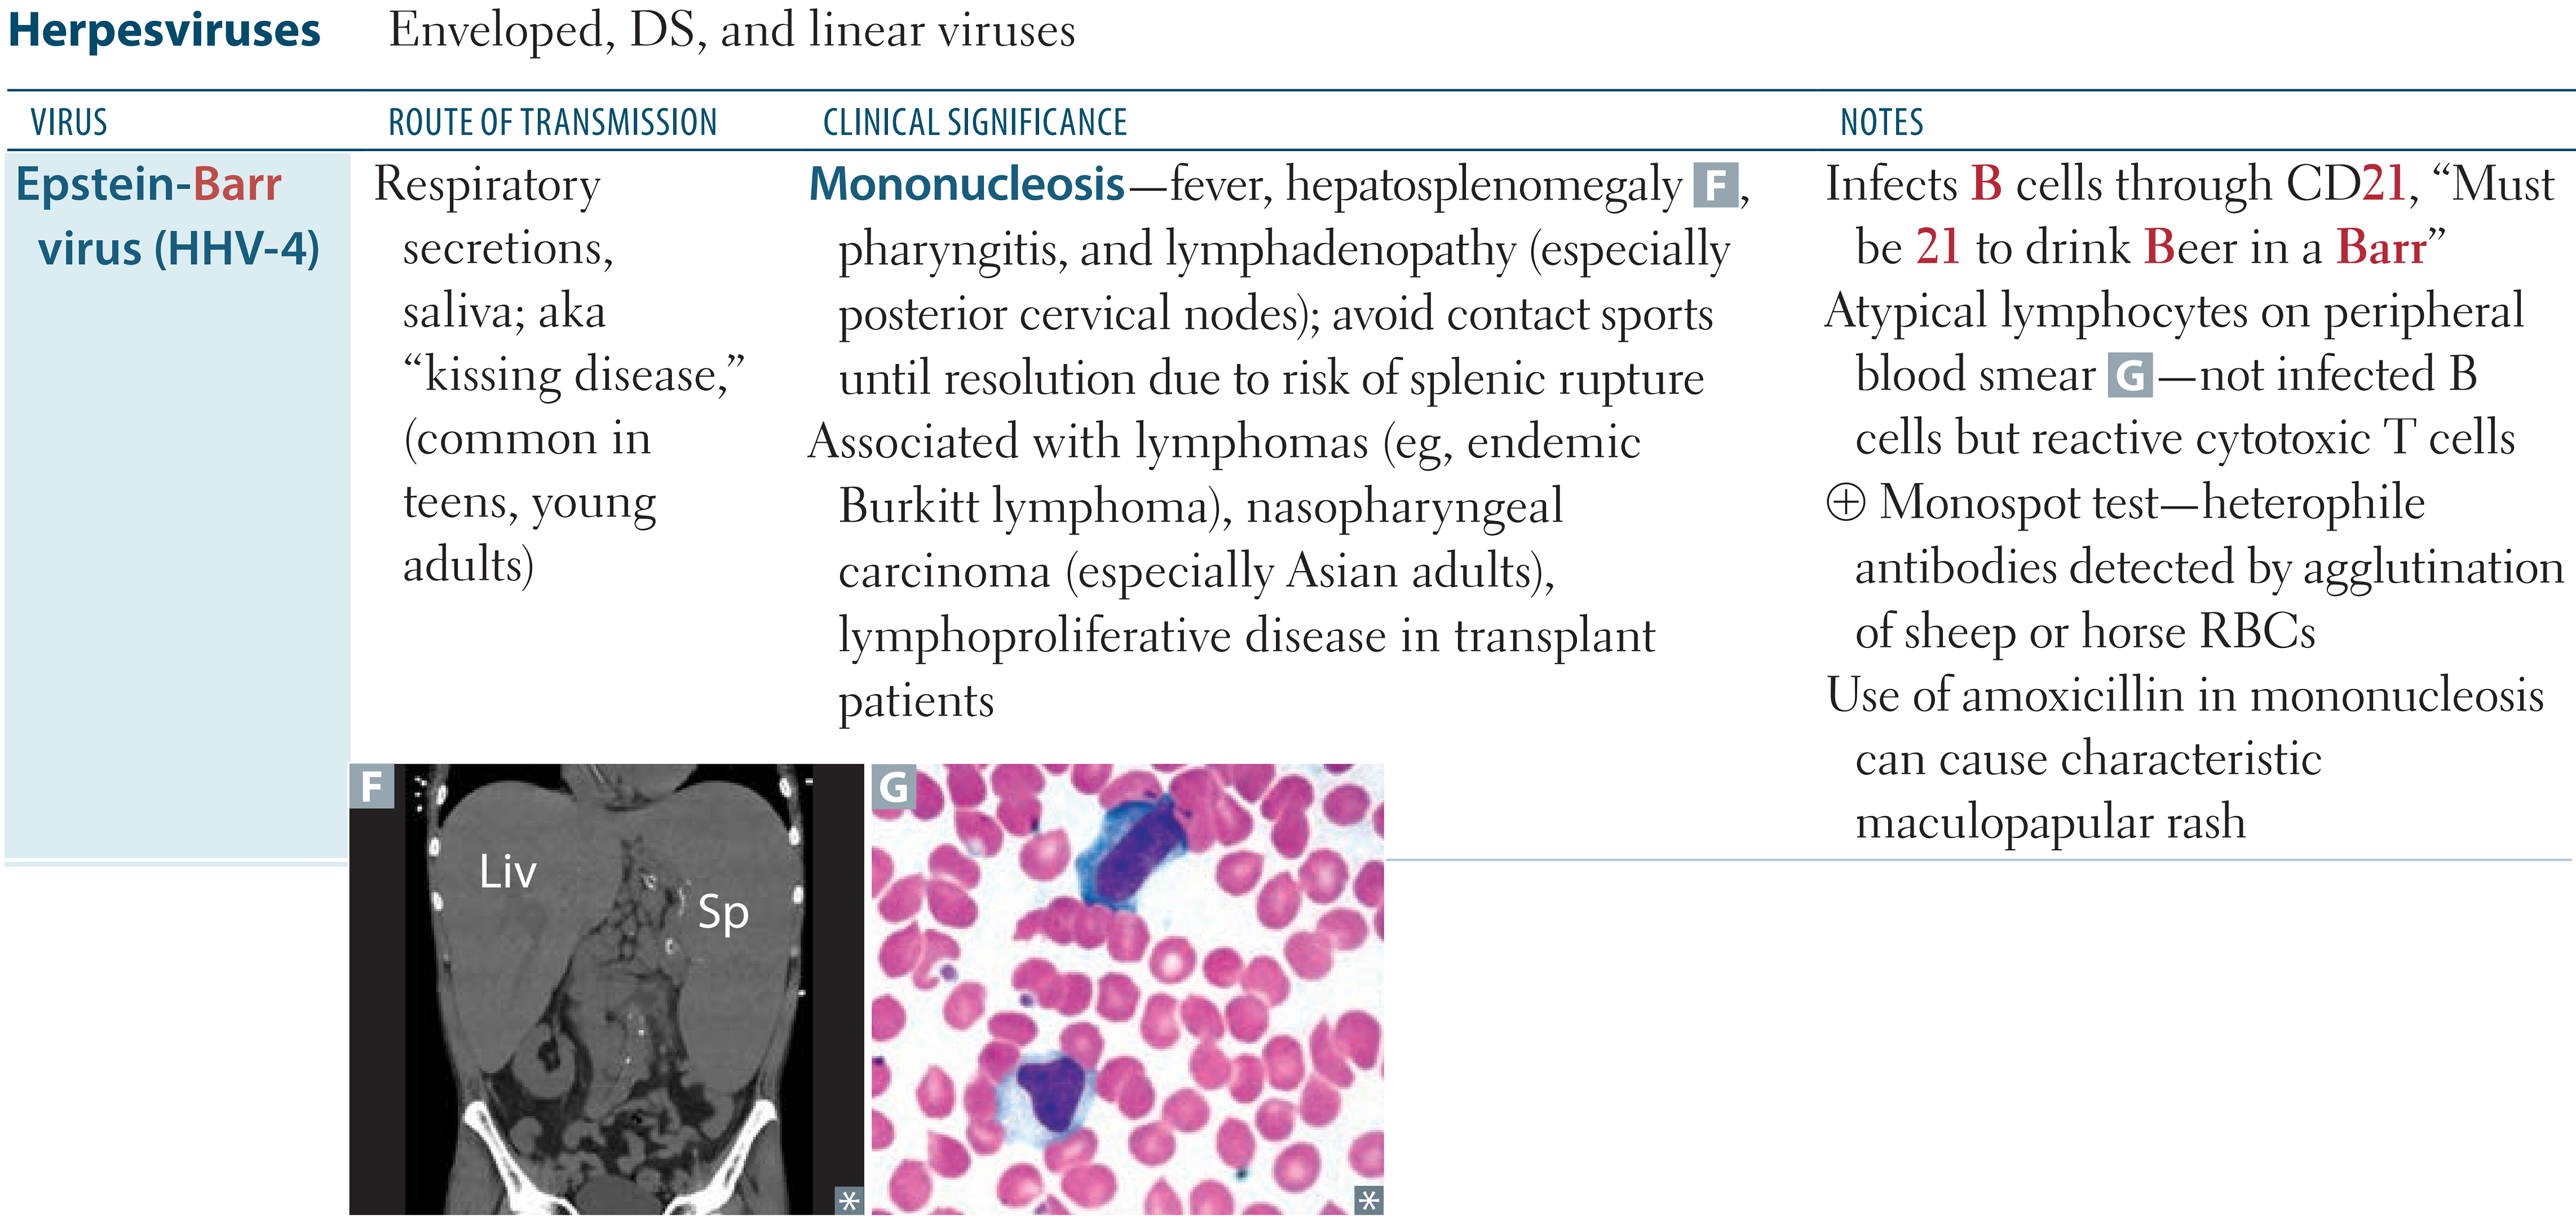 Herpesviruses Enveloped, DS, and linear viruses
VIRUS ROUTE OF TRANSMISSION CLINICAL SIGNIFICANCE NOTES
Epstein-Barr
virus (HHV-4)
Respiratory
secretions,
saliva; aka
“kissing disease,”
(common in
teens, young
adults)
Mononucleosis—fever, hepatosplenomegaly F,
pharyngitis, and lymphadenopathy (especially
posterior cervical nodes); avoid contact sports
until resolution due to risk of splenic rupture
Associated with lymphomas (eg, endemic
Burkitt lymphoma), nasopharyngeal
carcinoma (especially Asian adults),
lymphoproliferative disease in transplant
patients
Infects B cells through CD21, “Must
be 21 to drink Beer in a Barr”
Atypical lymphocytes on peripheral
blood smear G—not infected B
cells but reactive cytotoxic T cells
⊕ Monospot test—heterophile
antibodies detected by agglutination
of sheep or horse RBCs
Use of amoxicillin in mononucleosis
can cause characteristic
maculopapular rash
F
Liv
Sp
*
G
*